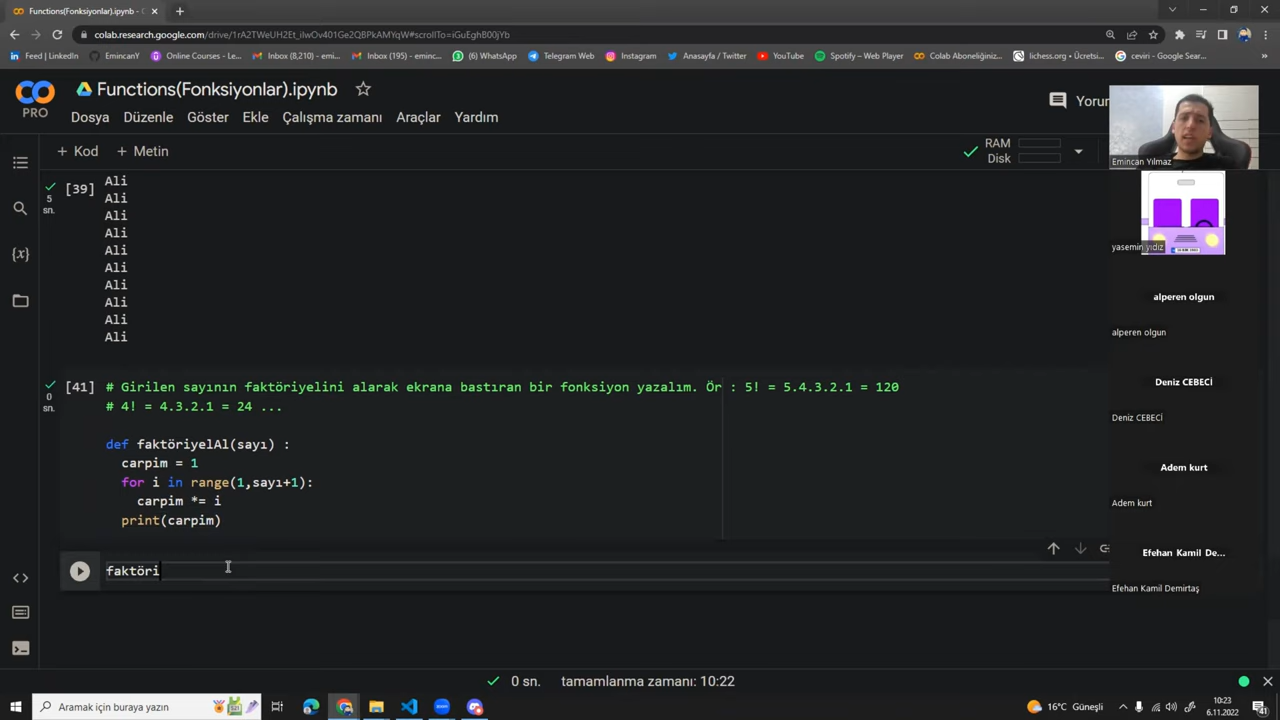 Functions(Fonksiyonlar).ipynb - C
colab.research.google.com/drive/1rA2TWeUH2Et_ilwOv401Ge2QBPkAMYqW#scrollTo=iGuEghB00jYb
Feed | LinkedIn
EmincanY
Online Courses - Le...
Inbox (8,210) - eminc...
Inbox (195) - emincan...
(6) WhatsApp
Telegram Web
Instagram
Anasayfa / Twitter
YouTube
Spotify – Web Player
Colab Aboneliğiniz...
lichess.org • Ücretsi...
ceviri - Google Sear...
PRO
Functions(Fonksiyonlar).ipynb
Dosya Düzenle Göster Ekle Çalışma zamanı Araçlar Yardım
Yorum
+ Kod + Metin
RAM
Disk
Emincan Yılmaz
[39]
5
sn.
Ali
Ali
Ali
Ali
Ali
Ali
Ali
Ali
Ali
Ali
[41]
0
sn.
# Girilen sayının faktöriyelini alarak ekrana bastıran bir fonksiyon yazalım. Ör : 5! = 5.4.3.2.1 = 120
# 4! = 4.3.2.1 = 24 ...
def faktöriyelAl(sayı) :
carpim = 1
for i in range(1,sayı+1):
carpim *= i
print(carpim)
faktöri
yasemin yıdız
alperen olgun
alperen olgun
Deniz CEBECİ
Deniz CEBECİ
Adem kurt
Adem kurt
Efehan Kamil De...
Efehan Kamil Demirtaş
0 sn. tamamlanma zamanı: 10:22
Aramak için buraya yazın
16°C Güneşli
10:23
6.11.2022